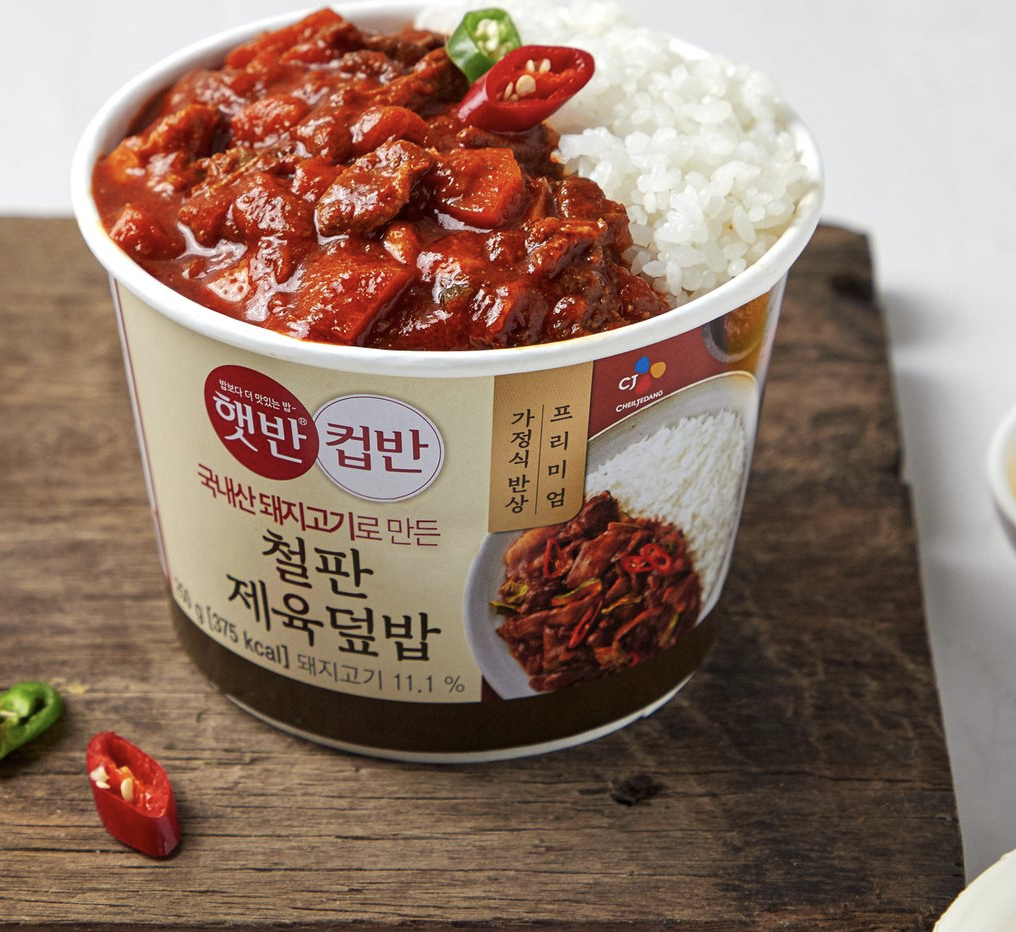 밥보다 더 맛있는 밥~
햇반®
컵반
국내산 돼지고기로 만든
철판
제육덮밥
g [375 kcal] 돼지고기 11.1 %
프리미엄
가정식 반상
CJ
CHEILJEDANG